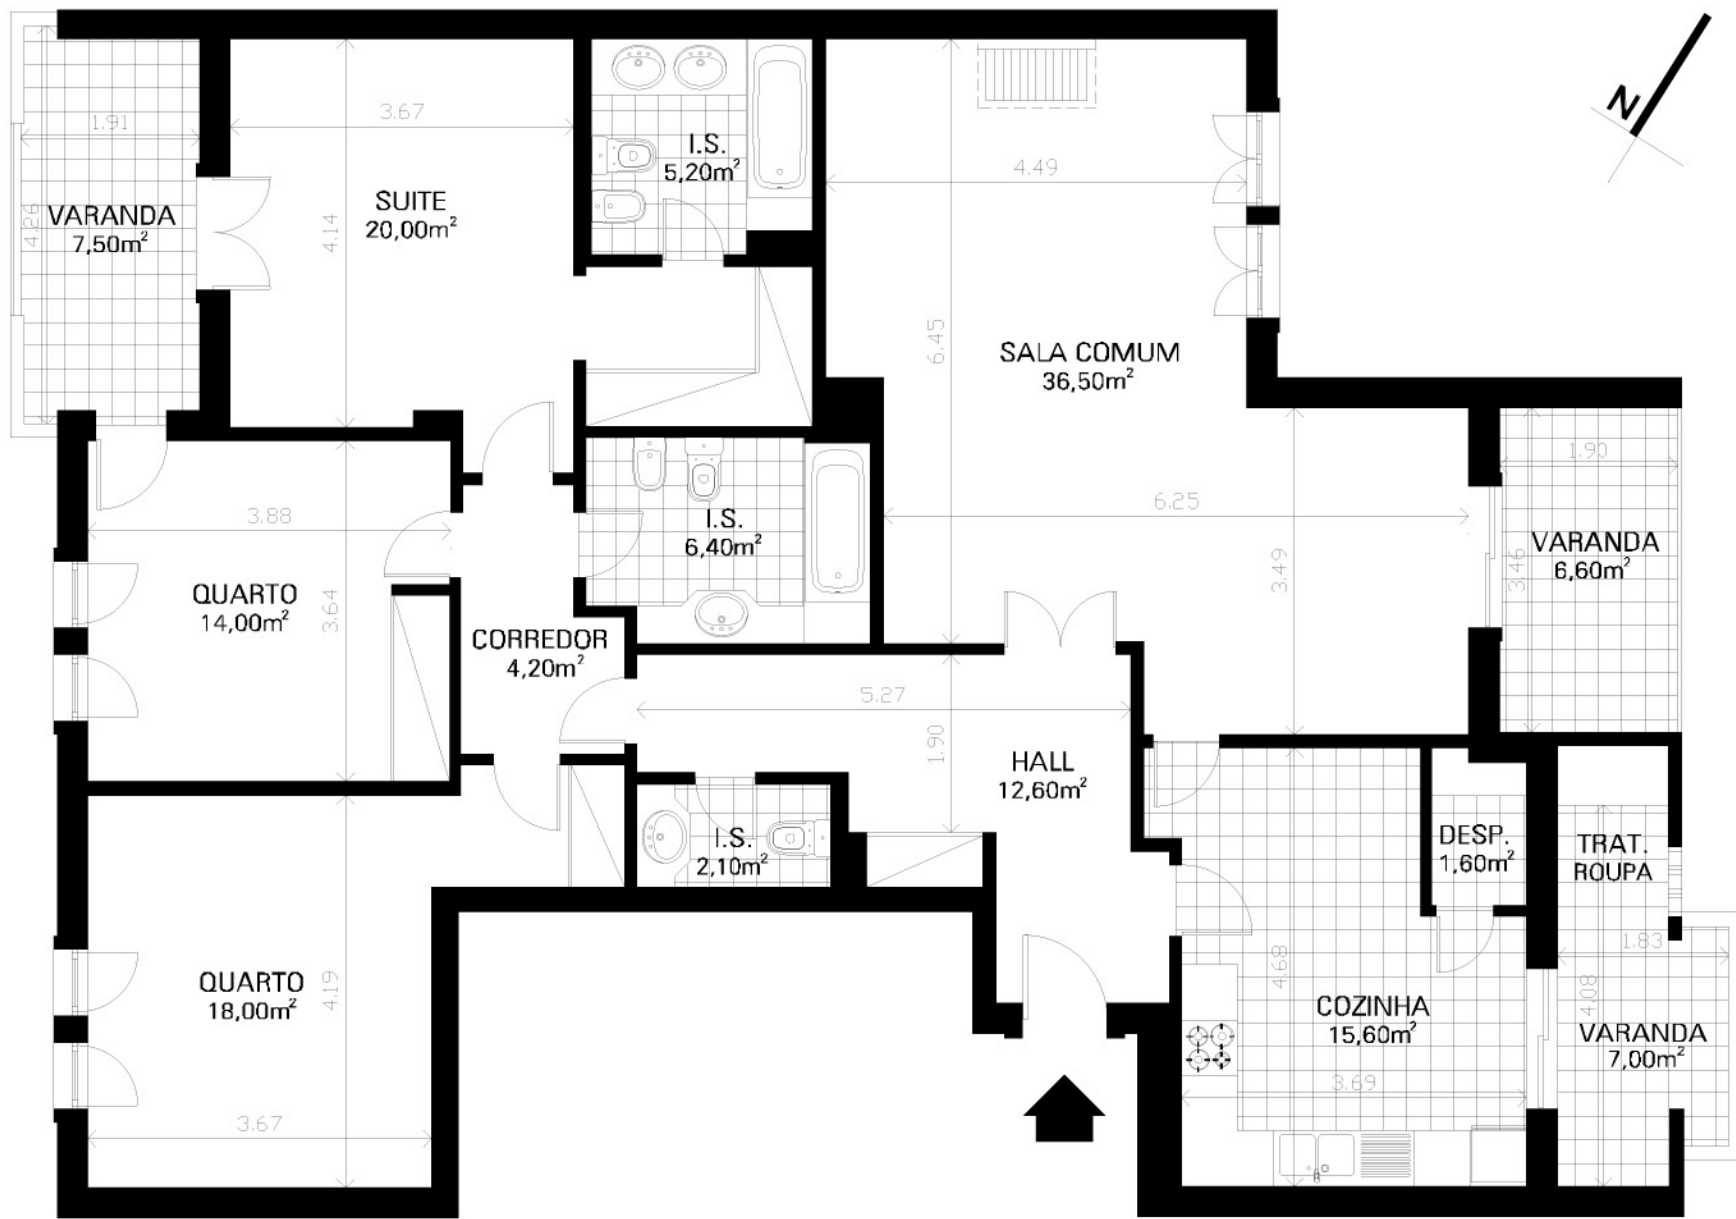 N
1.91
VARANDA
7,50m²
4.26
3.67
SUITE
20,00m²
4.14
I.S.
5,20m²
4.49
6.45
SALA COMUM
36,50m²
6.25
3.49
1.90
VARANDA
6,60m²
3.46
3.88
QUARTO
14,00m²
3.64
I.S.
6,40m²
CORREDOR
4,20m²
5.27
1.90
HALL
12,60m²
I.S.
2,10m²
DESP.
1,60m²
TRAT.
ROUPA
QUARTO
18,00m²
4.19
3.67
4.68
COZINHA
15,60m²
3.69
1.83
4.08
VARANDA
7,00m²